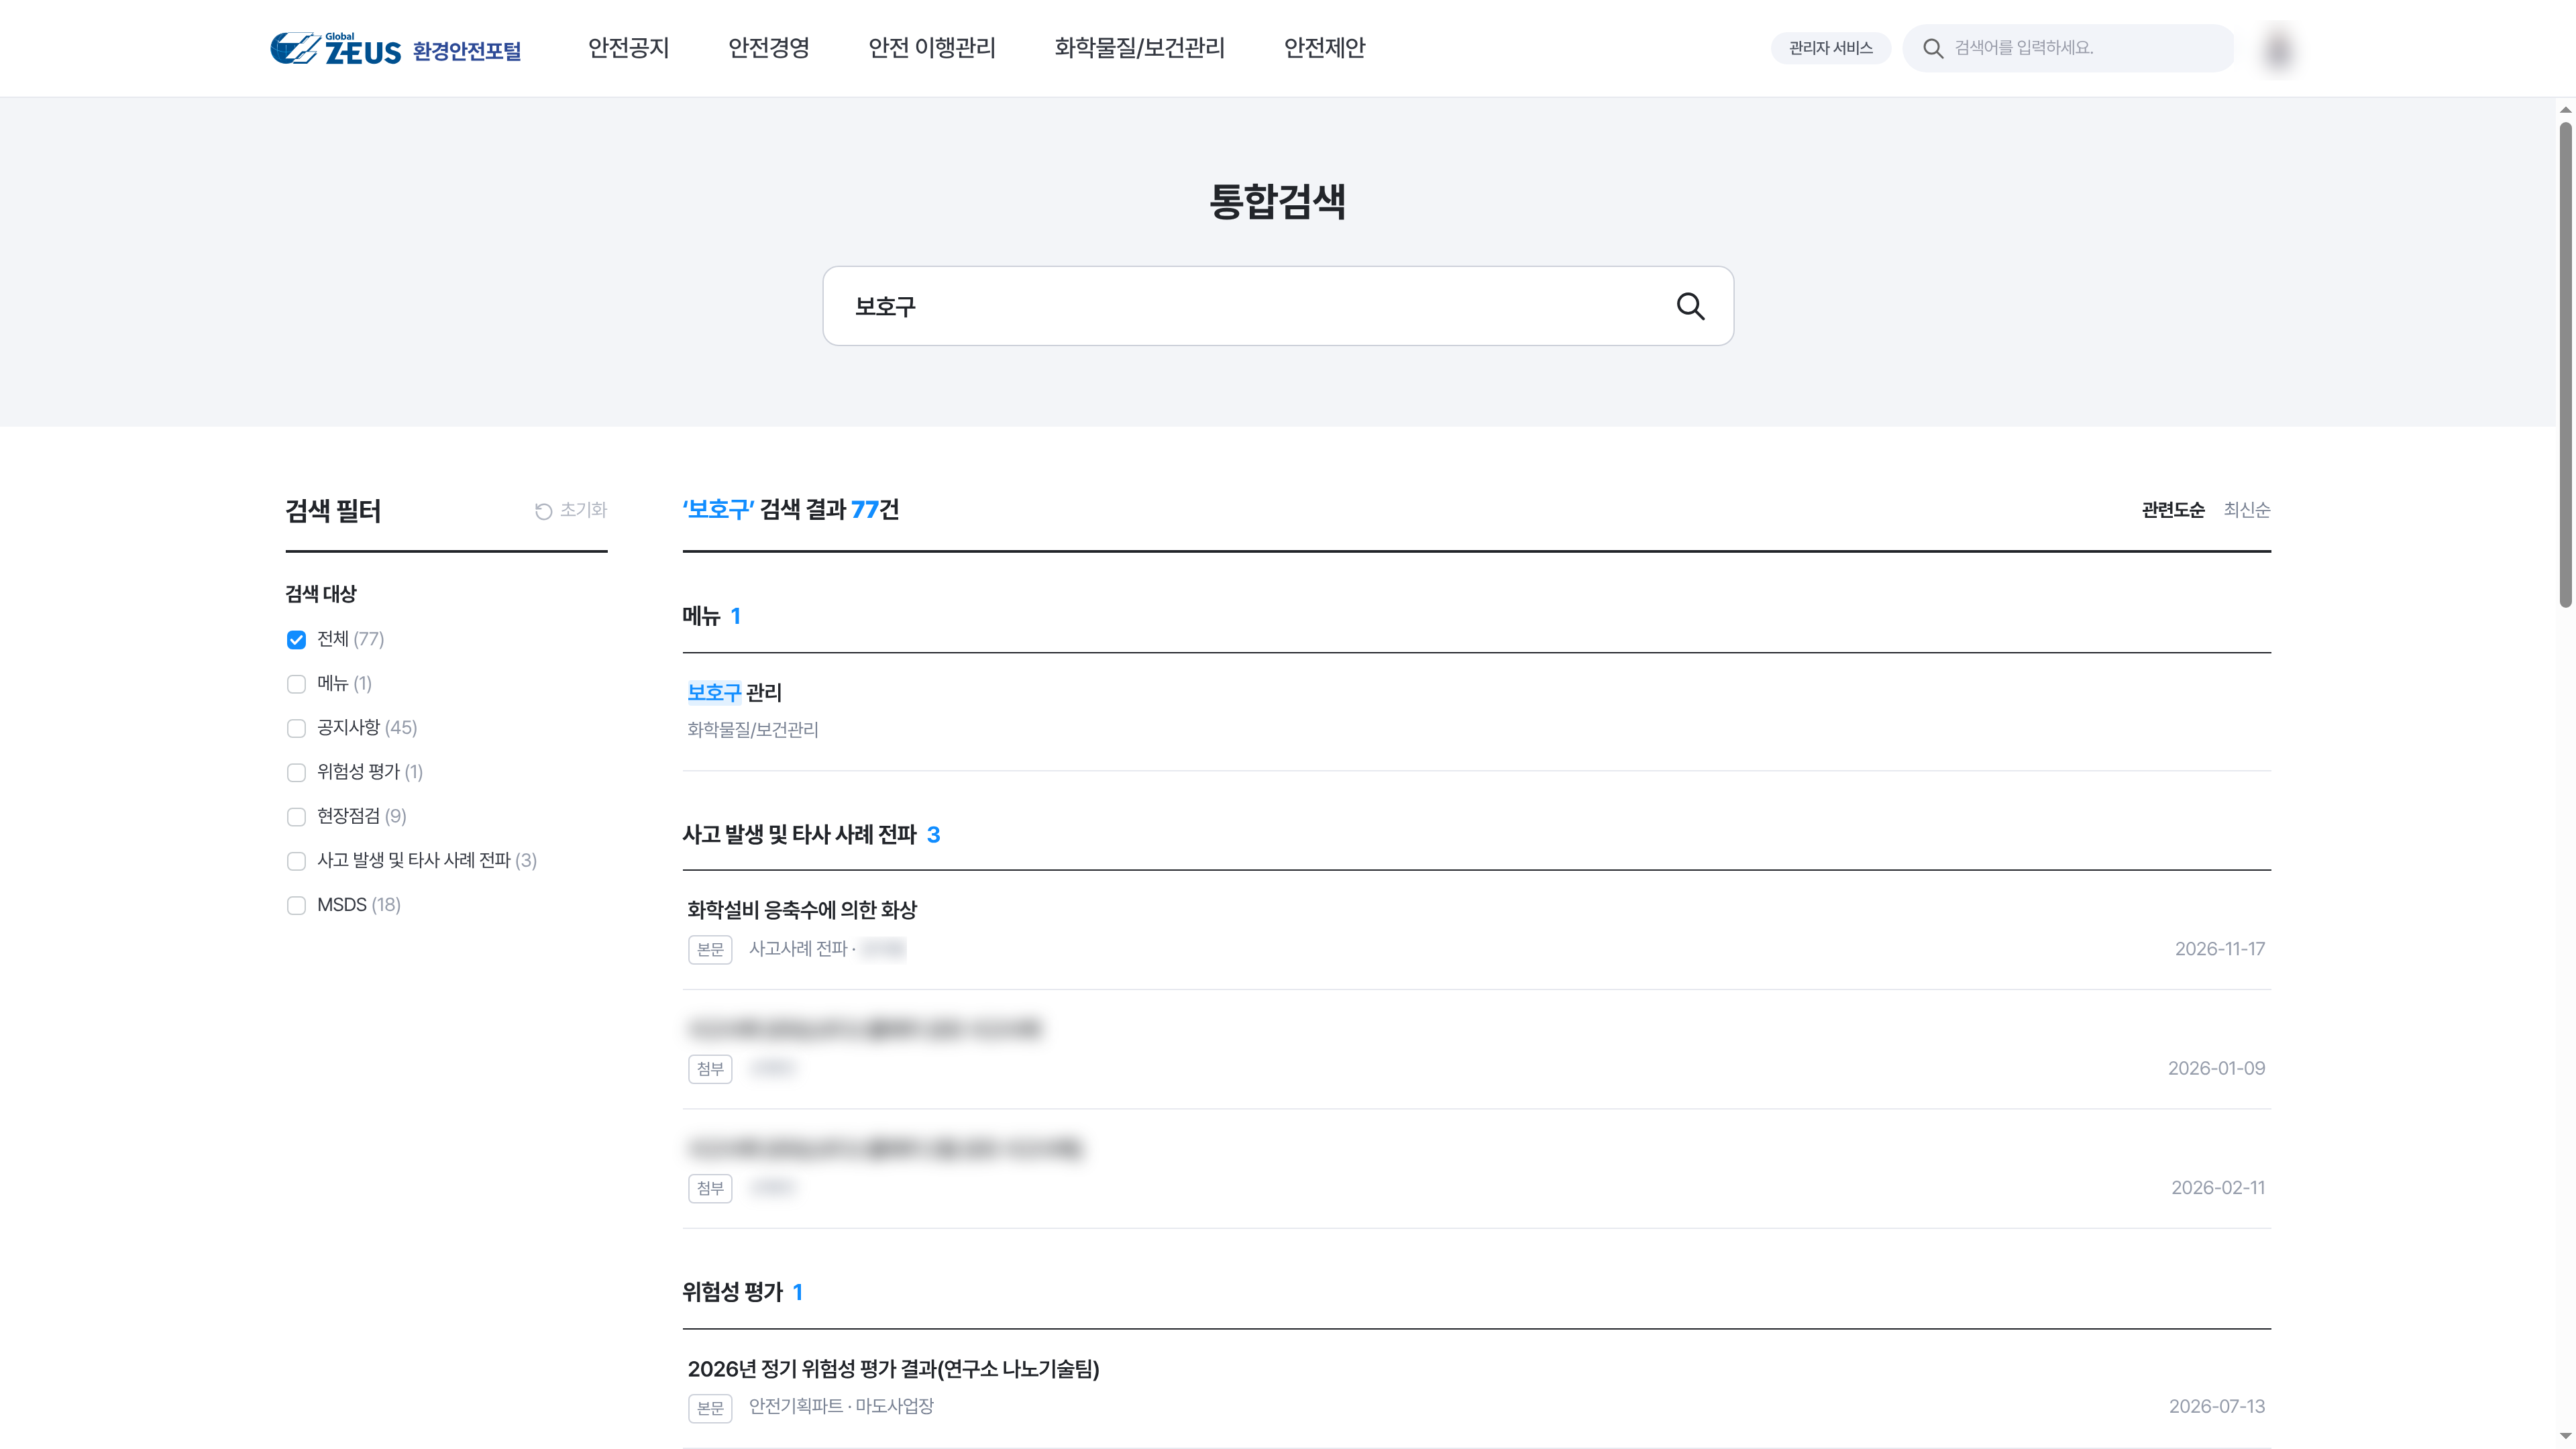 Global
ZEUS 환경안전포털
안전공지
안전경영
안전 이행관리
화학물질/보건관리
안전제안
관리자 서비스
검색어를 입력하세요.
통합검색
보호구
검색 필터
초기화
검색 대상
전체 (77)
메뉴 (1)
공지사항 (45)
위험성 평가 (1)
현장점검 (9)
사고 발생 및 타사 사례 전파 (3)
MSDS (18)
‘보호구’ 검색 결과 77건
관련도순
최신순
메뉴 1
보호구 관리
화학물질/보건관리
사고 발생 및 타사 사례 전파 3
화학설비 응축수에 의한 화상
본문 사고사례 전파 ·
2026-11-17
첨부
2026-01-09
첨부
2026-02-11
위험성 평가 1
2026년 정기 위험성 평가 결과(연구소 나노기술팀)
본문 안전기획파트 · 마도사업장
2026-07-13